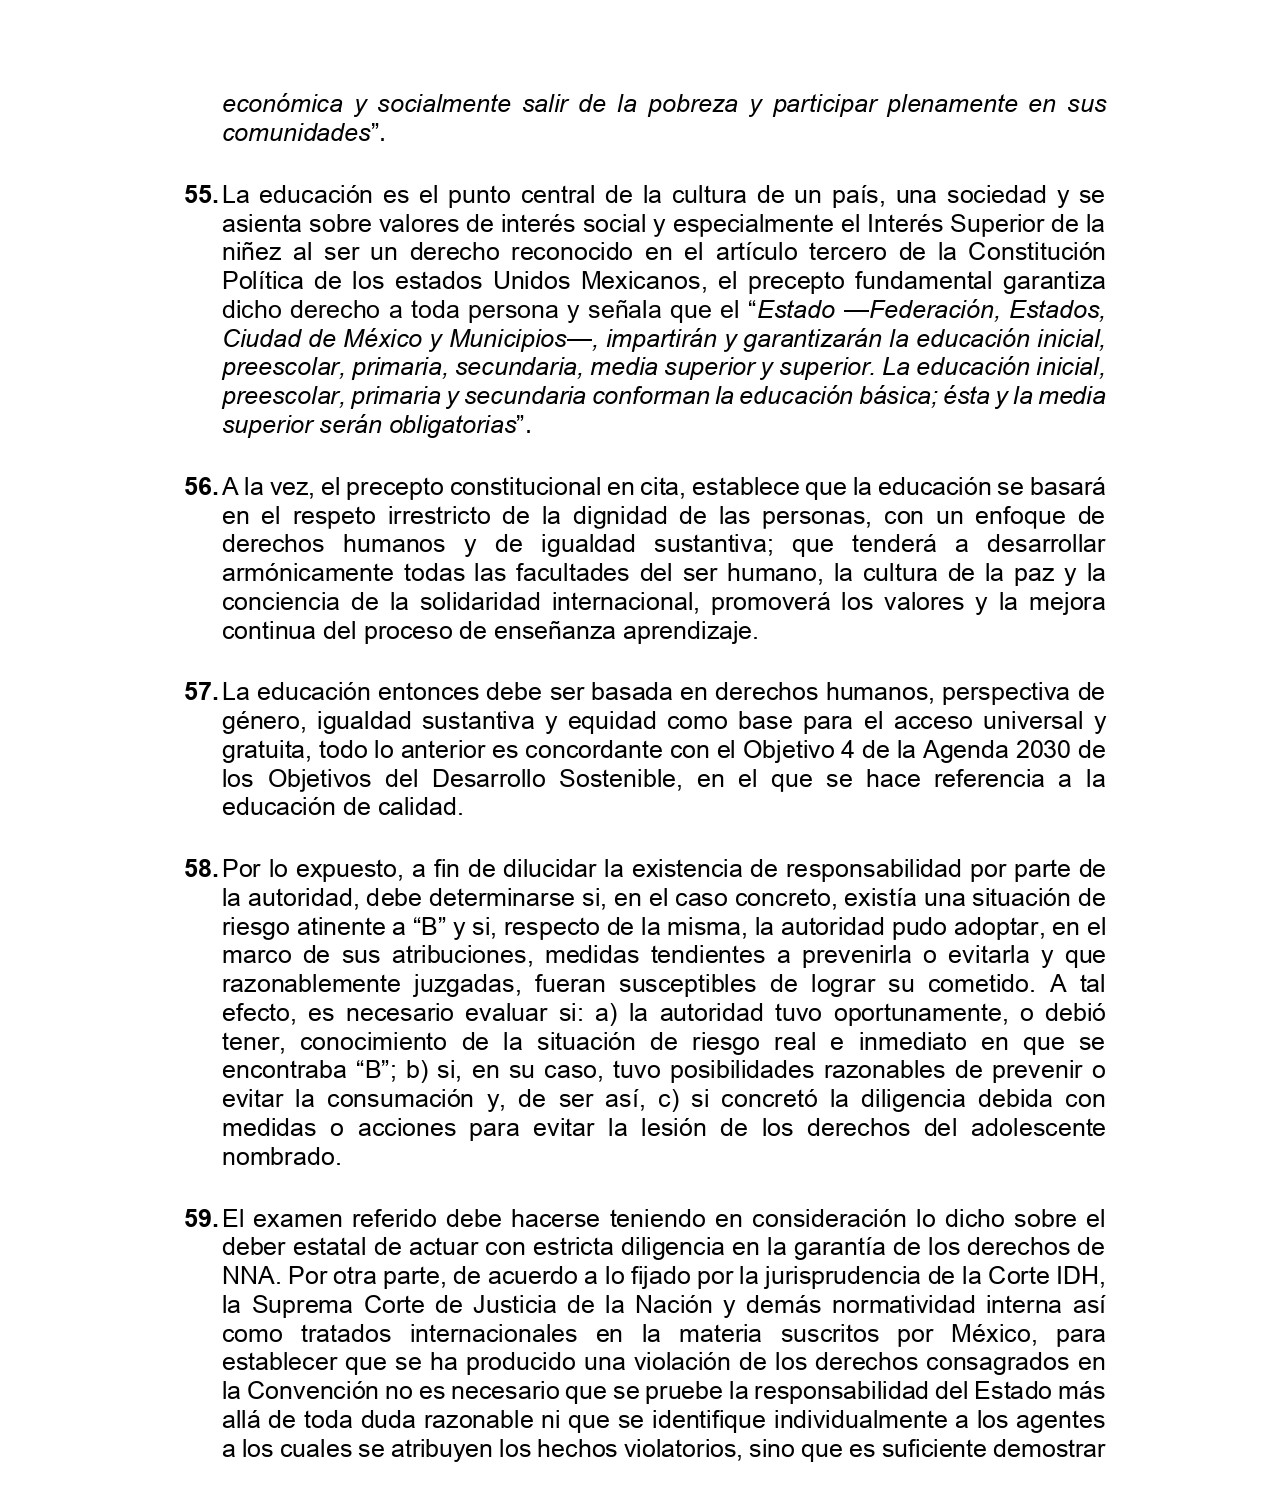 económica y socialmente salir de la pobreza y participar plenamente en sus
comunidades”.
55. La educación es el punto central de la cultura de un país, una sociedad y se
asienta sobre valores de interés social y especialmente el Interés Superior de la
niñez al ser un derecho reconocido en el artículo tercero de la Constitución
Política de los estados Unidos Mexicanos, el precepto fundamental garantiza
dicho derecho a toda persona y señala que el “Estado —Federación, Estados,
Ciudad de México y Municipios—, impartirán y garantizarán la educación inicial,
preescolar, primaria, secundaria, media superior y superior. La educación inicial,
preescolar, primaria y secundaria conforman la educación básica; ésta y la media
superior serán obligatorias”.
56. A la vez, el precepto constitucional en cita, establece que la educación se basará
en el respeto irrestricto de la dignidad de las personas, con un enfoque de
derechos humanos y de igualdad sustantiva; que tenderá a desarrollar
armónicamente todas las facultades del ser humano, la cultura de la paz y la
conciencia de la solidaridad internacional, promoverá los valores y la mejora
continua del proceso de enseñanza aprendizaje.
57. La educación entonces debe ser basada en derechos humanos, perspectiva de
género, igualdad sustantiva y equidad como base para el acceso universal y
gratuita, todo lo anterior es concordante con el Objetivo 4 de la Agenda 2030 de
los Objetivos del Desarrollo Sostenible, en el que se hace referencia a la
educación de calidad.
58. Por lo expuesto, a fin de dilucidar la existencia de responsabilidad por parte de
la autoridad, debe determinarse si, en el caso concreto, existía una situación de
riesgo atinente a “B” y si, respecto de la misma, la autoridad pudo adoptar, en el
marco de sus atribuciones, medidas tendientes a prevenirla o evitarla y que
razonablemente juzgadas, fueran susceptibles de lograr su cometido. A tal
efecto, es necesario evaluar si: a) la autoridad tuvo oportunamente, o debió
tener, conocimiento de la situación de riesgo real e inmediato en que se
encontraba “B”; b) si, en su caso, tuvo posibilidades razonables de prevenir o
evitar la consumación y, de ser así, c) si concretó la diligencia debida con
medidas o acciones para evitar la lesión de los derechos del adolescente
nombrado.
59. El examen referido debe hacerse teniendo en consideración lo dicho sobre el
deber estatal de actuar con estricta diligencia en la garantía de los derechos de
NNA. Por otra parte, de acuerdo a lo fijado por la jurisprudencia de la Corte IDH,
la Suprema Corte de Justicia de la Nación y demás normatividad interna así
como tratados internacionales en la materia suscritos por México, para
establecer que se ha producido una violación de los derechos consagrados en
la Convención no es necesario que se pruebe la responsabilidad del Estado más
allá de toda duda razonable ni que se identifique individualmente a los agentes
a los cuales se atribuyen los hechos violatorios, sino que es suficiente demostrar